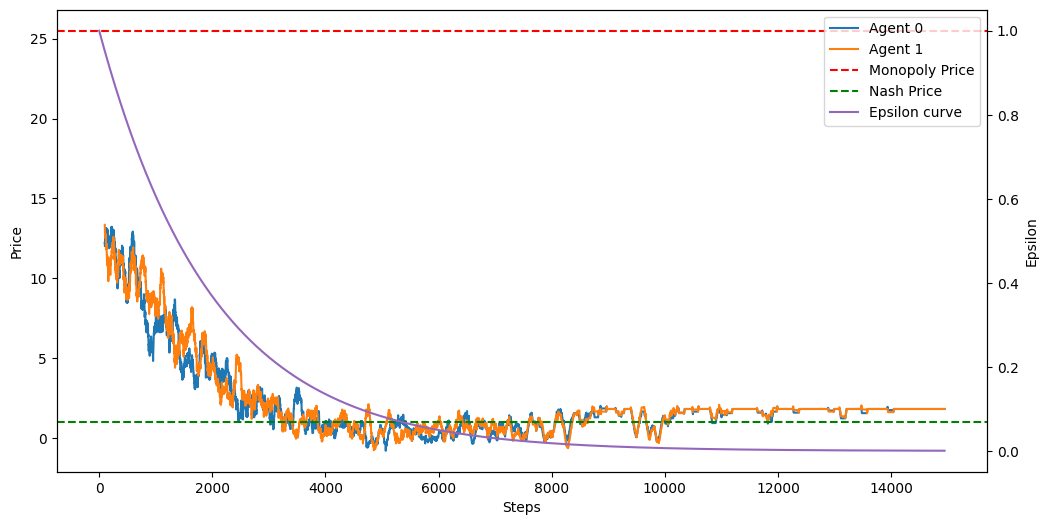 Agent 0
Agent 1
Monopoly Price
Nash Price
Epsilon curve
25
20
15
10
5
0
Price
1.0
0.8
0.6
0.4
0.2
0.0
Epsilon
0 2000 4000 6000 8000 10000 12000 14000
Steps